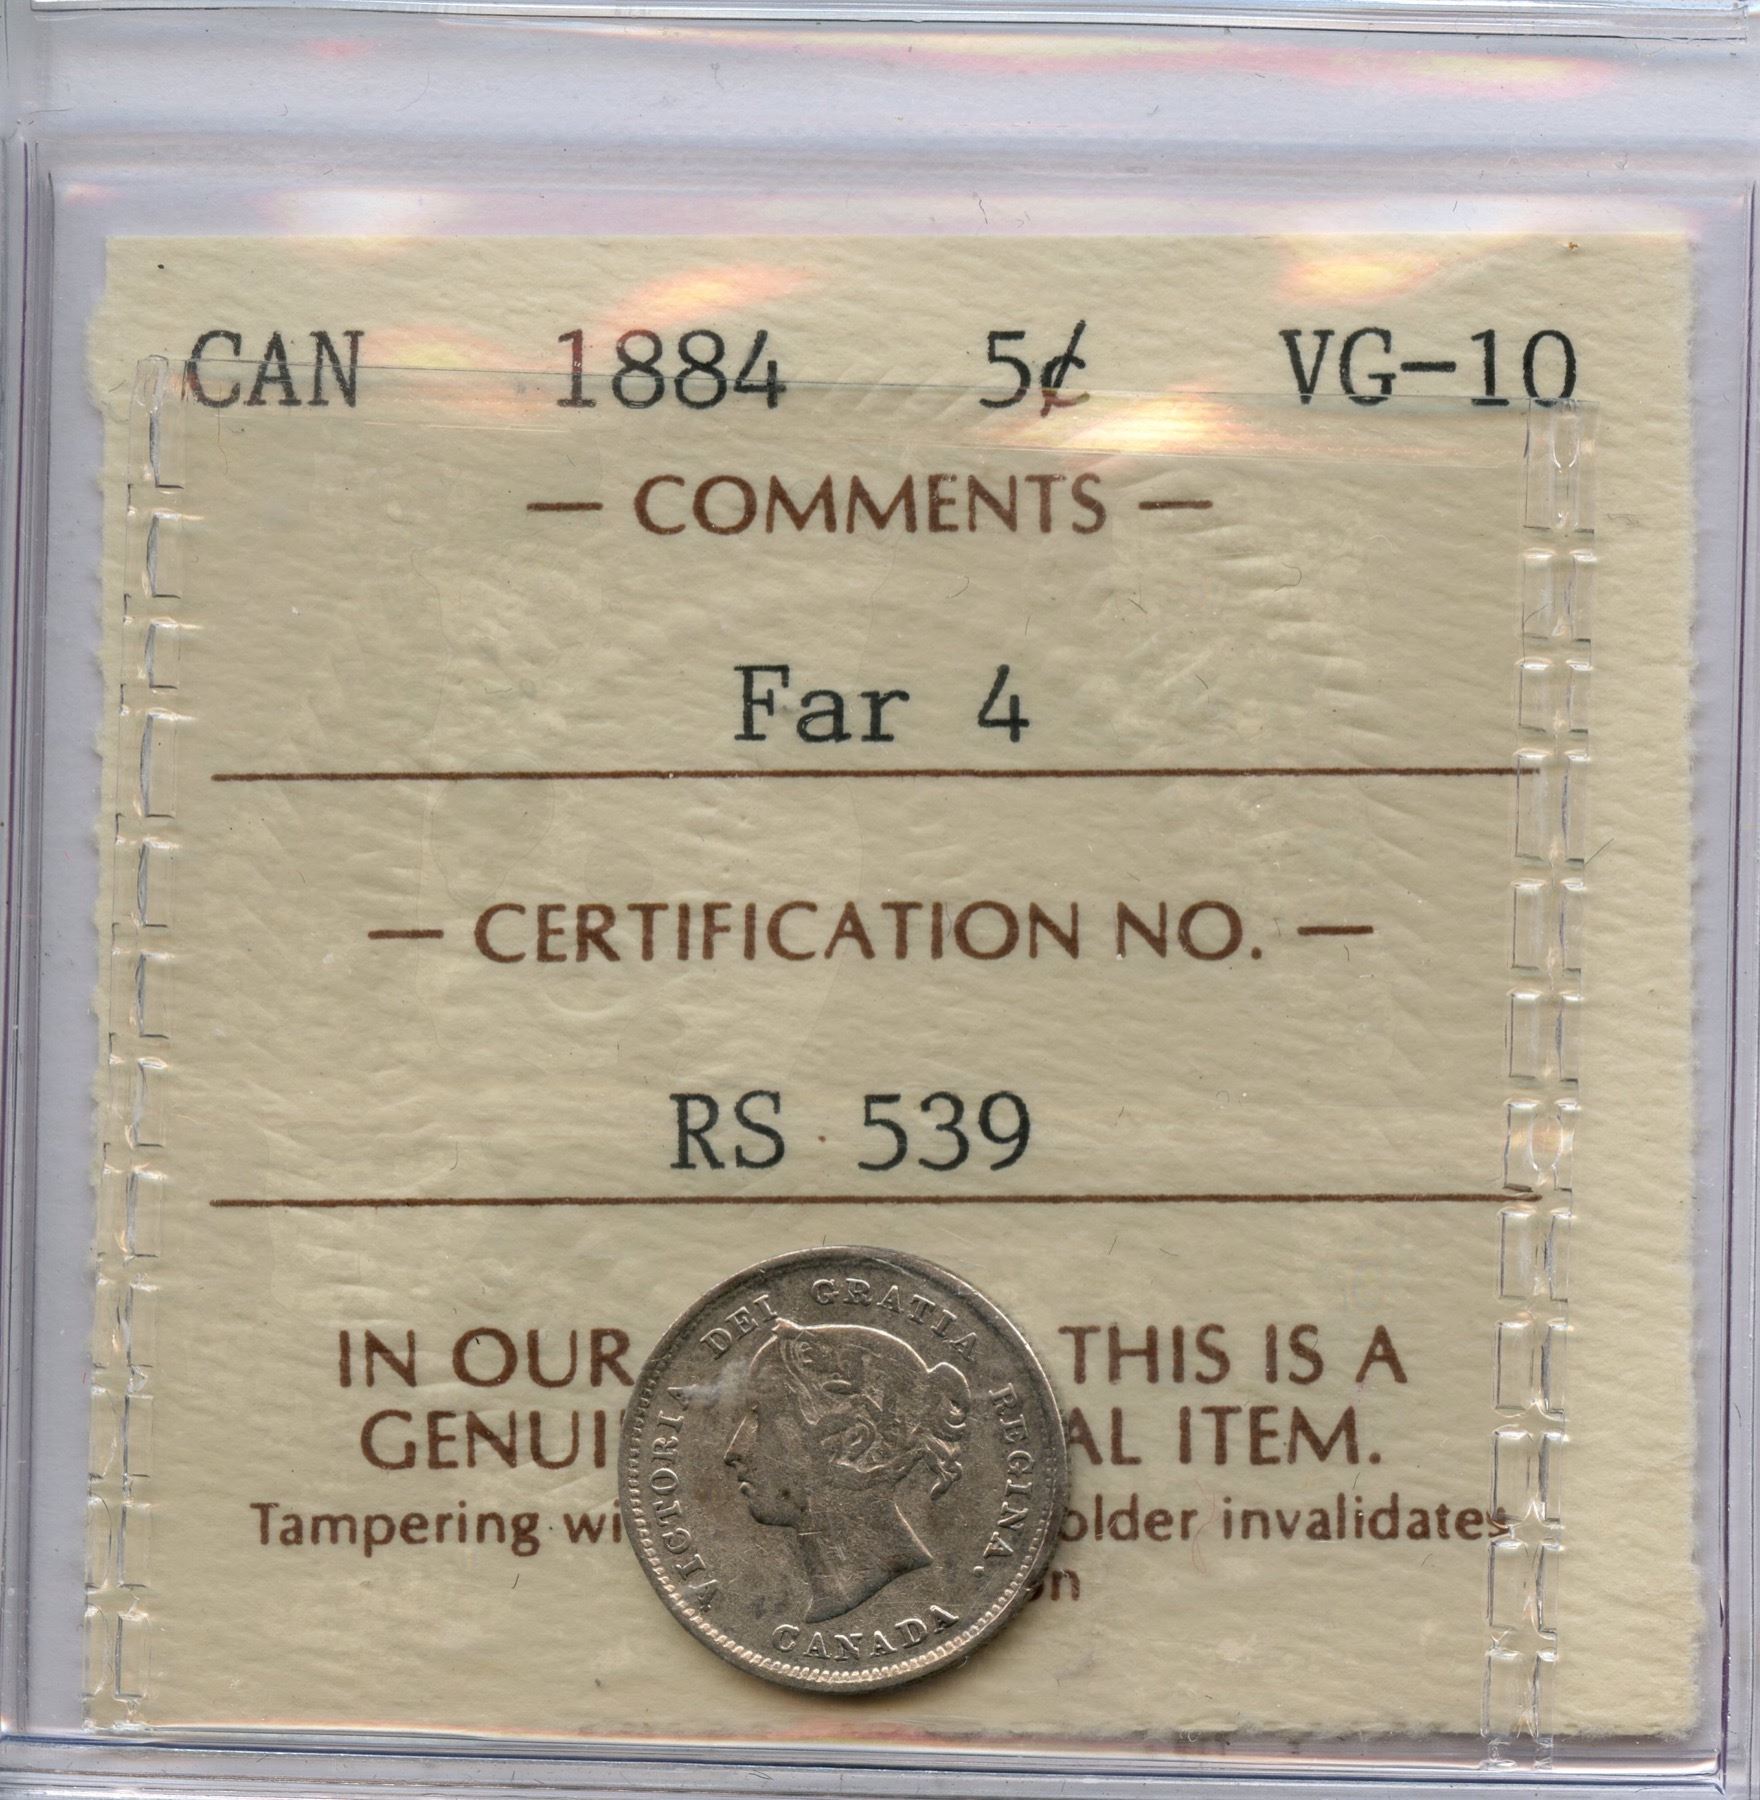 CAN 1884 5¢ VG-10
— COMMENTS —
Far 4
— CERTIFICATION NO. —
RS 539
IN OUR THIS IS A
GENUI AL ITEM.
Tampering wi older invalidates
on
VICTORIA DEI GRATIA REGINA.
CANADA